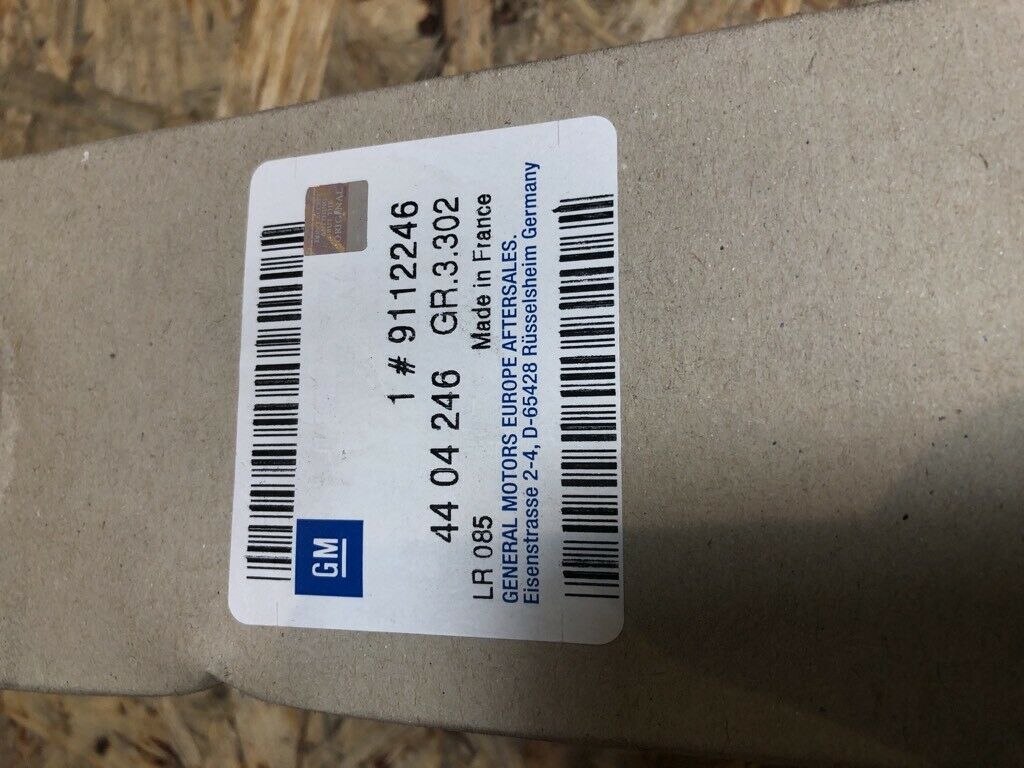 GM
ORIGINAL
1 # 9112246
44 04 246 GR.3.302
LR 085 Made in France
GENERAL MOTORS EUROPE AFTERSALES.
Eisenstrasse 2-4, D-65428 Rüsselsheim Germany